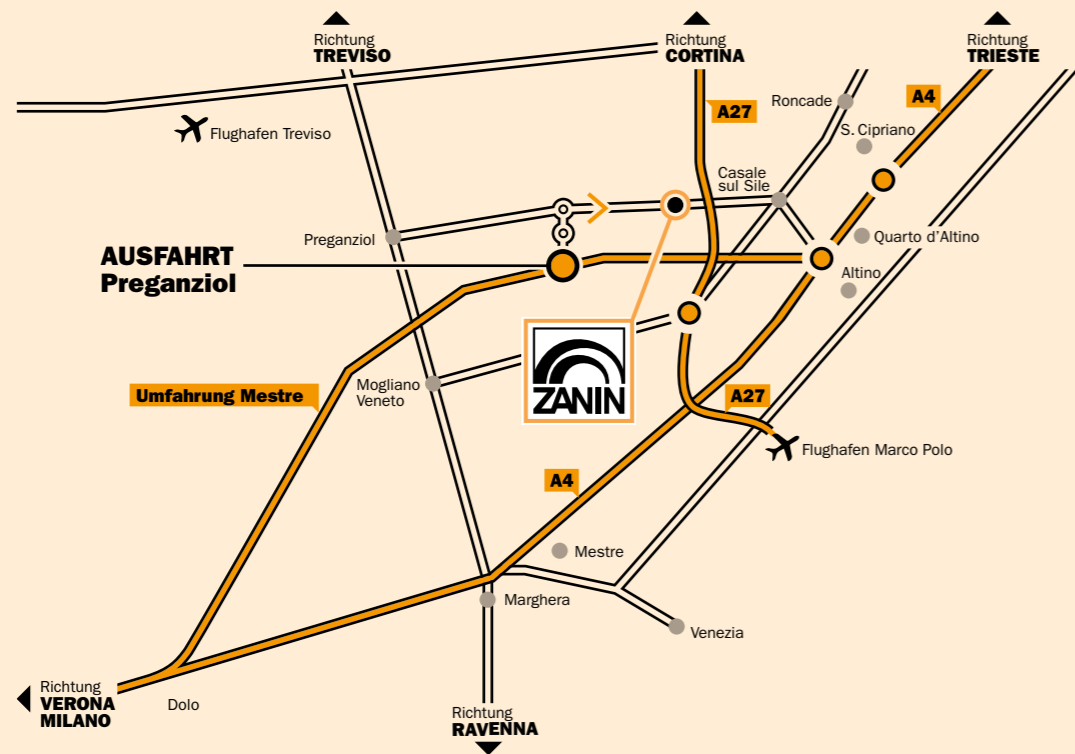 Richtung
TREVISO
Richtung
CORTINA
Richtung
TRIESTE
A27
A4
Roncade
S. Cipriano
Flughafen Treviso
Casale
sul Sile
Preganziol
Quarto d'Altino
AUSFAHRT
Preganziol
Altino
ZANIN
Umfahrung Mestre
Mogliano
Veneto
A27
Flughafen Marco Polo
A4
Mestre
Marghera
Venezia
Richtung
VERONA
MILANO
Dolo
Richtung
RAVENNA